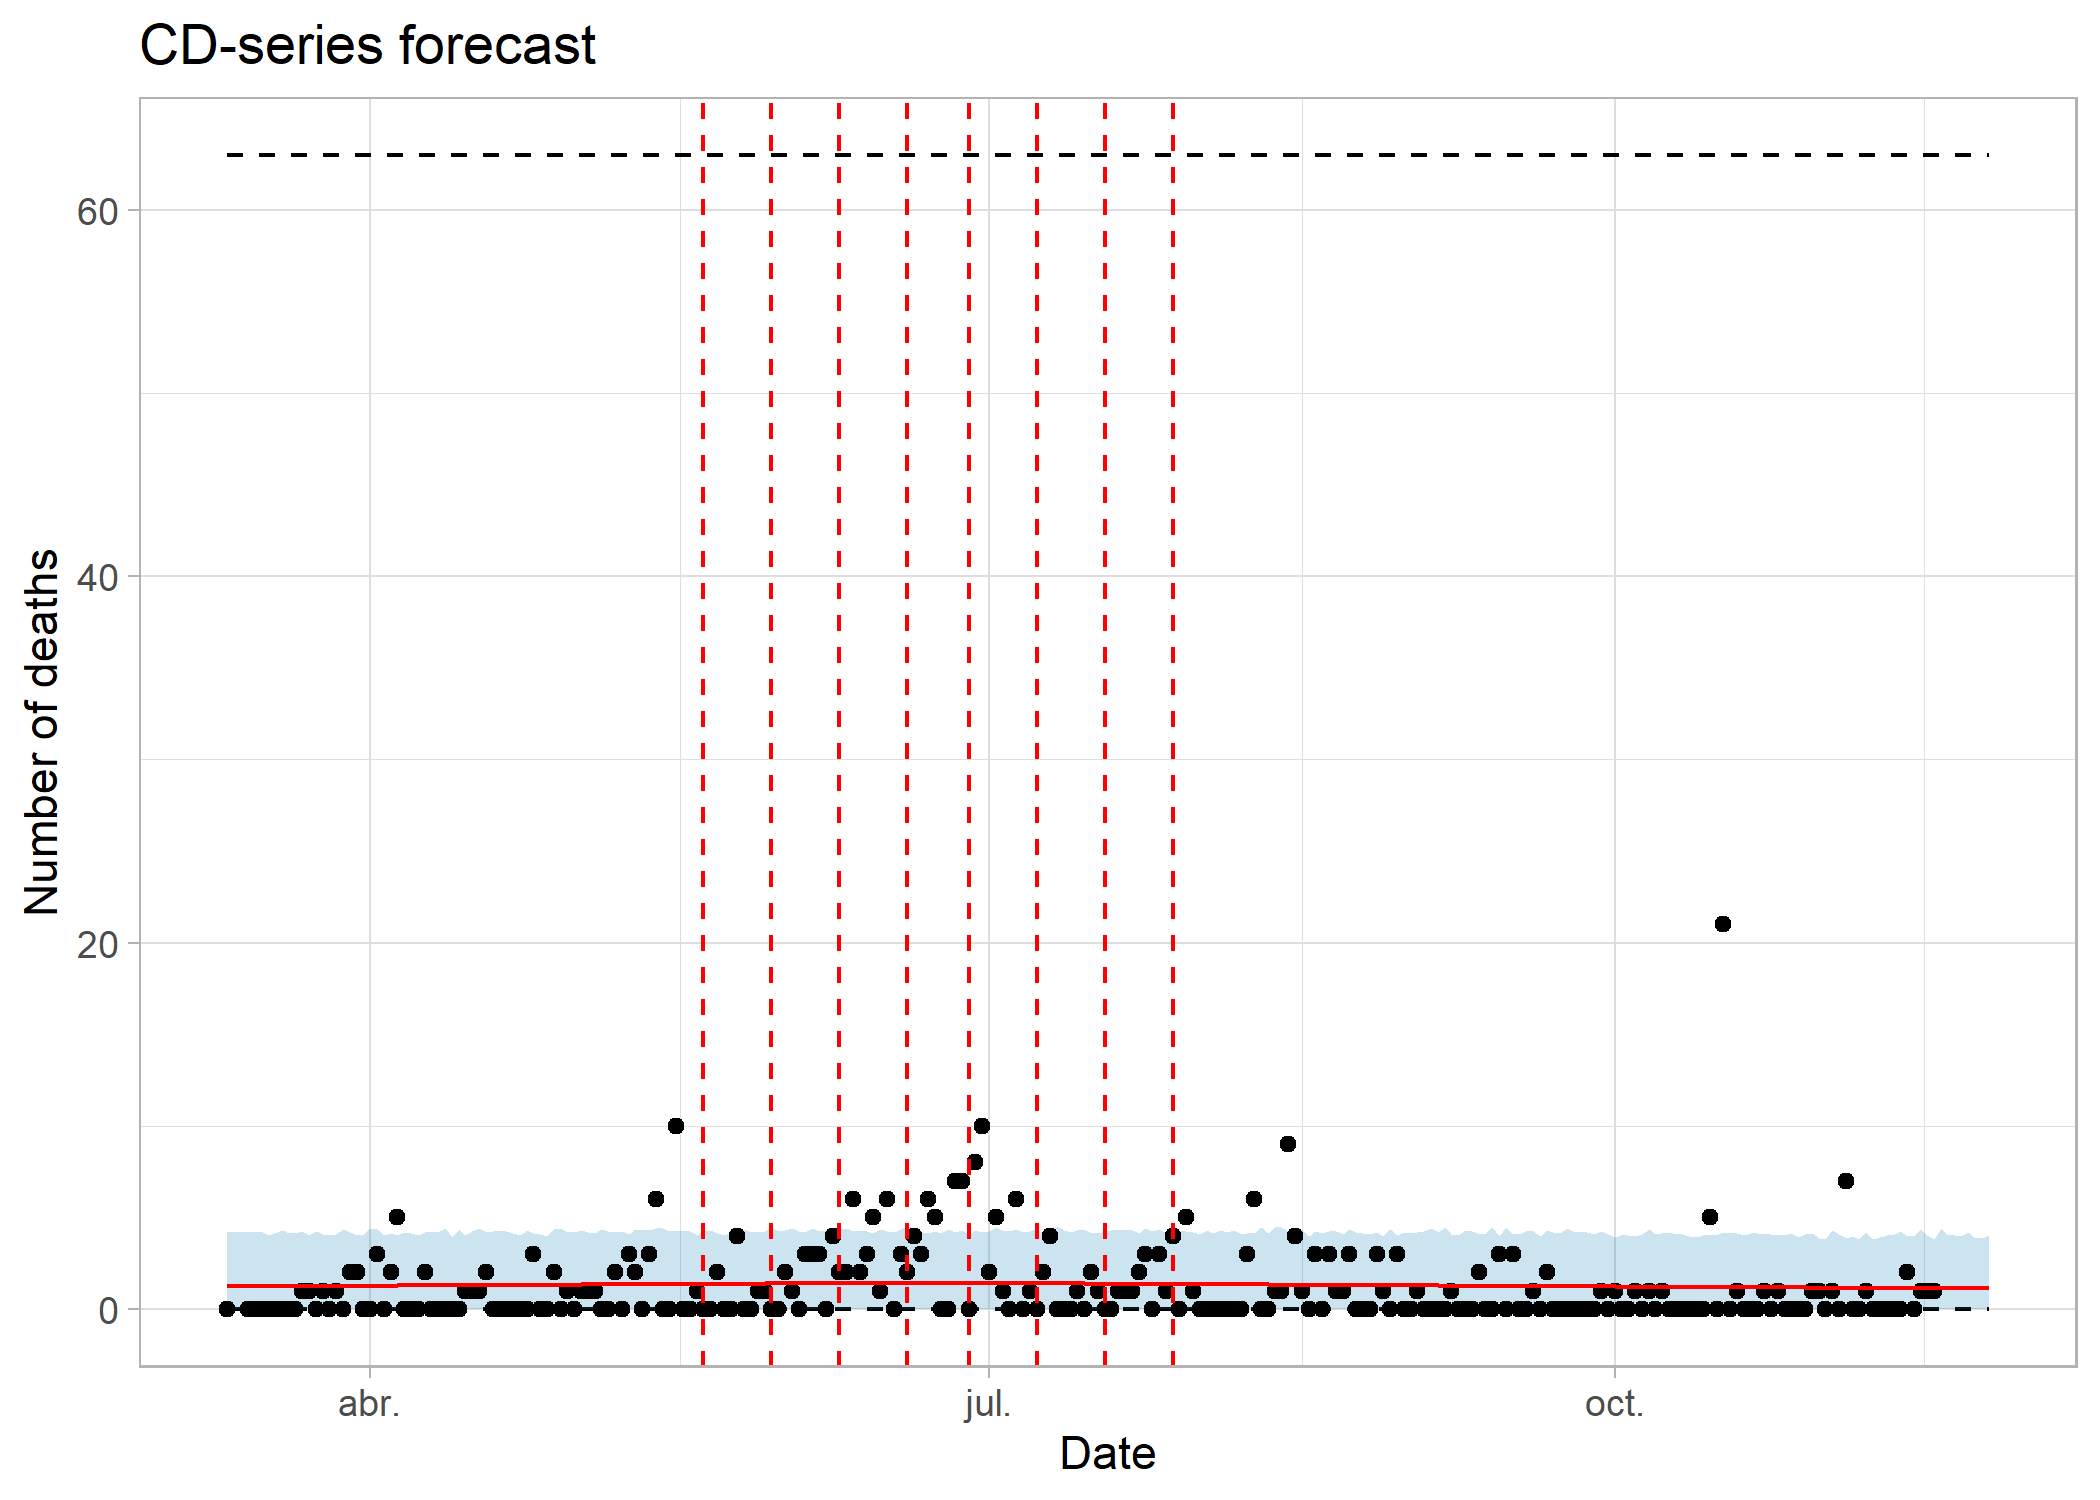 CD-series forecast
Number of deaths
60
40
20
0
abr.
jul.
oct.
Date